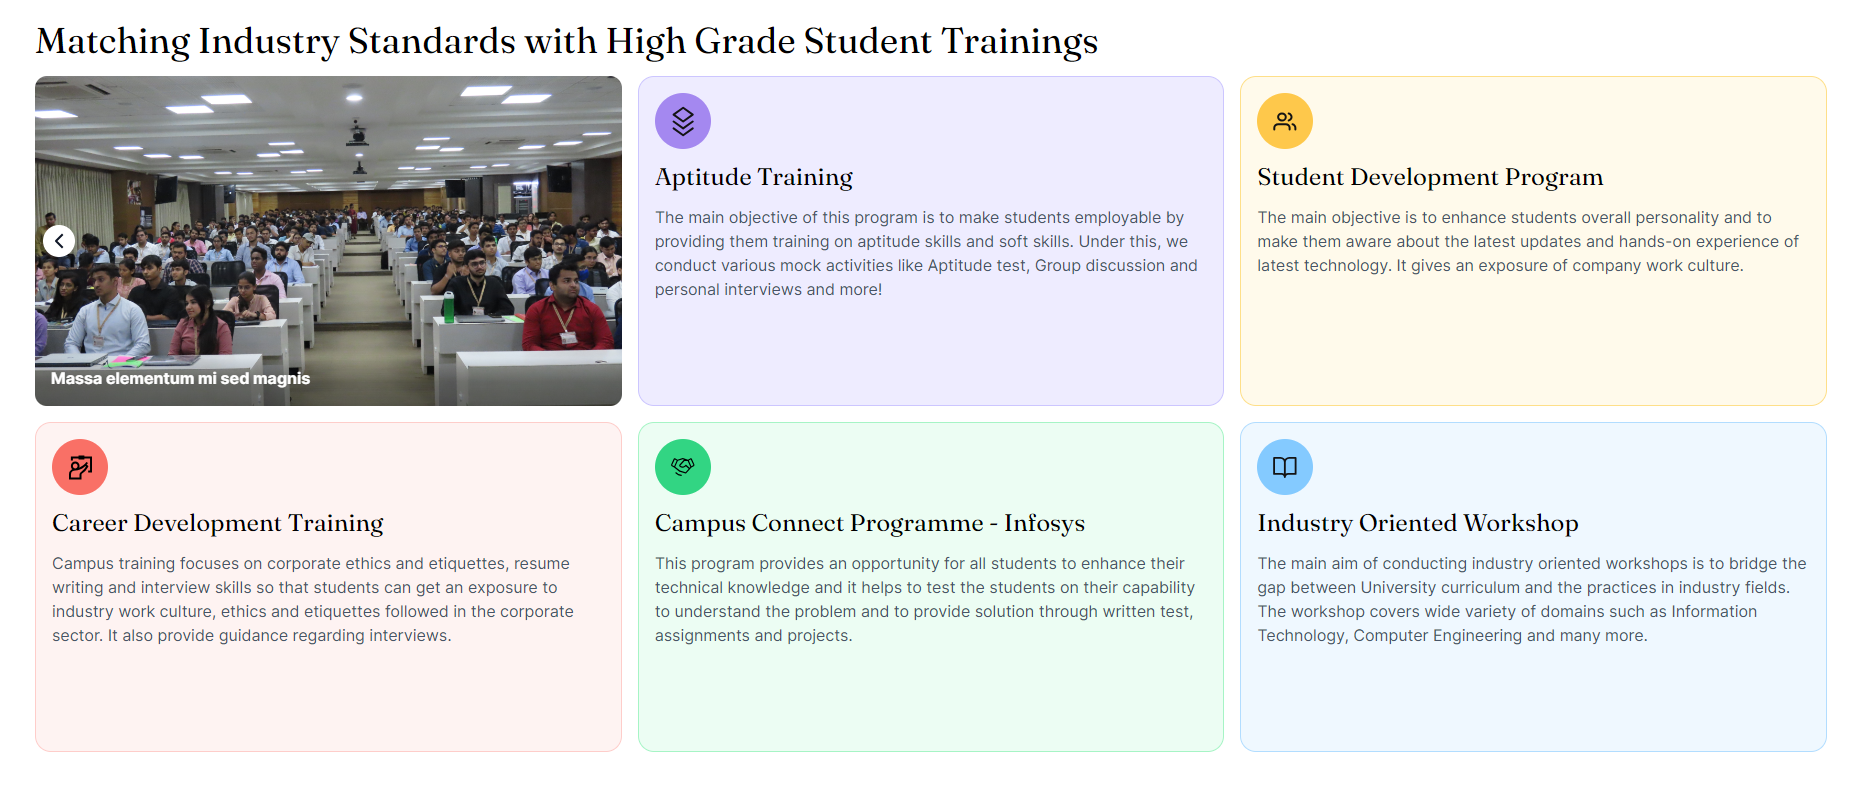 Matching Industry Standards with High Grade Student Trainings
Massa elementum mi sed magnis
Aptitude Training
The main objective of this program is to make students employable by
providing them training on aptitude skills and soft skills. Under this, we
conduct various mock activities like Aptitude test, Group discussion and
personal interviews and more!
Student Development Program
The main objective is to enhance students overall personality and to
make them aware about the latest updates and hands-on experience of
latest technology. It gives an exposure of company work culture.
Career Development Training
Campus training focuses on corporate ethics and etiquettes, resume
writing and interview skills so that students can get an exposure to
industry work culture, ethics and etiquettes followed in the corporate
sector. It also provide guidance regarding interviews.
Campus Connect Programme - Infosys
This program provides an opportunity for all students to enhance their
technical knowledge and it helps to test the students on their capability
to understand the problem and to provide solution through written test,
assignments and projects.
Industry Oriented Workshop
The main aim of conducting industry oriented workshops is to bridge the
gap between University curriculum and the practices in industry fields.
The workshop covers wide variety of domains such as Information
Technology, Computer Engineering and many more.